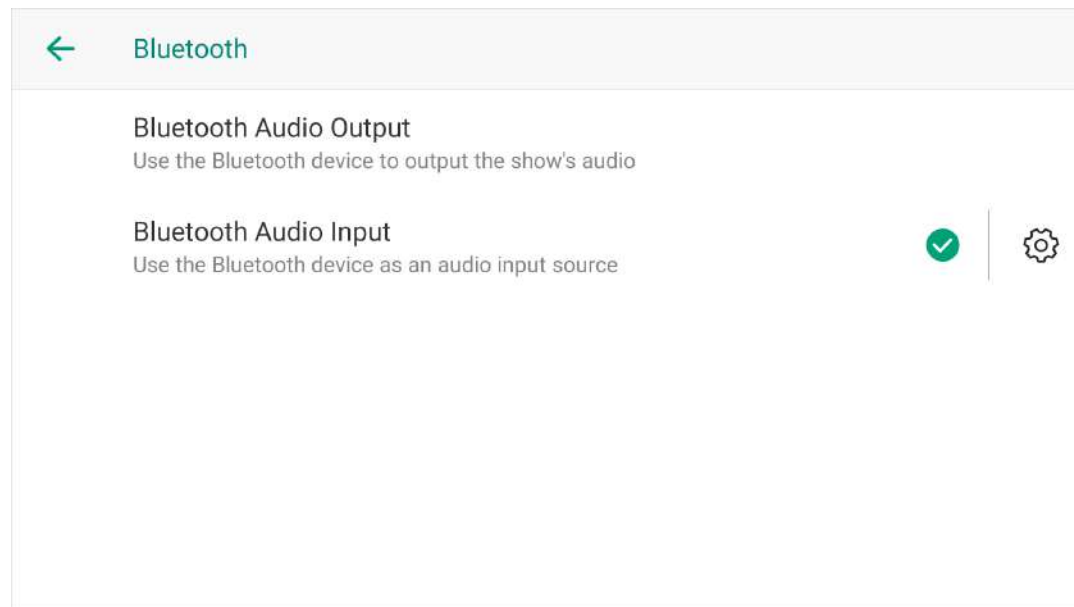 Bluetooth
Bluetooth Audio Output
Use the Bluetooth device to output the show's audio
Bluetooth Audio Input
Use the Bluetooth device as an audio input source